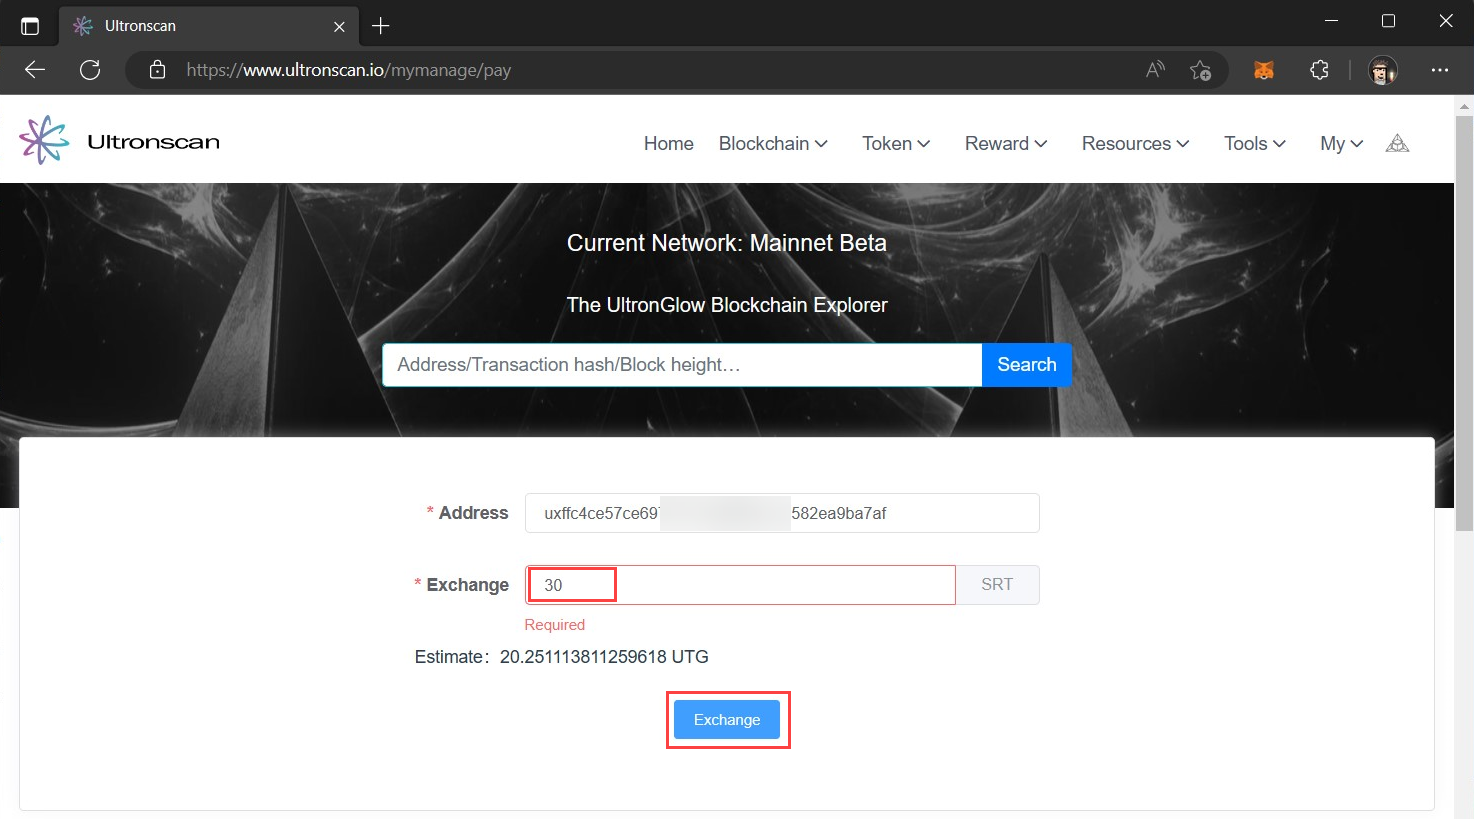 Ultronscan
https://www.ultronscan.io/mymanage/pay
Ultronscan
Home Blockchain Token Reward Resources Tools My
Current Network: Mainnet Beta
The UltronGlow Blockchain Explorer
Address/Transaction hash/Block height... Search
* Address uxffc4ce57ce69 582ea9ba7af
* Exchange 30 SRT
Required
Estimate: 20.251113811259618 UTG
Exchange